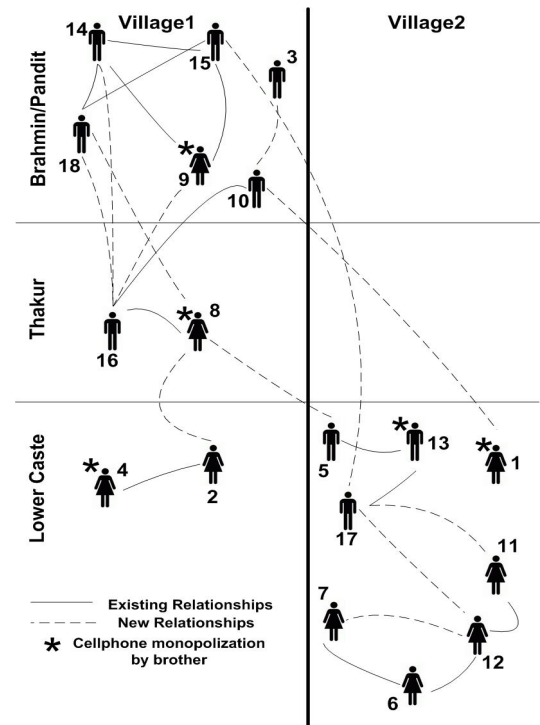 Village1
Village2
Brahmin/Pandit
14
15
3
18
9
10
Thakur
16
8
Lower Caste
4
2
5
13
1
17
11
7
12
6
Existing Relationships
New Relationships
* Cellphone monopolization
by brother